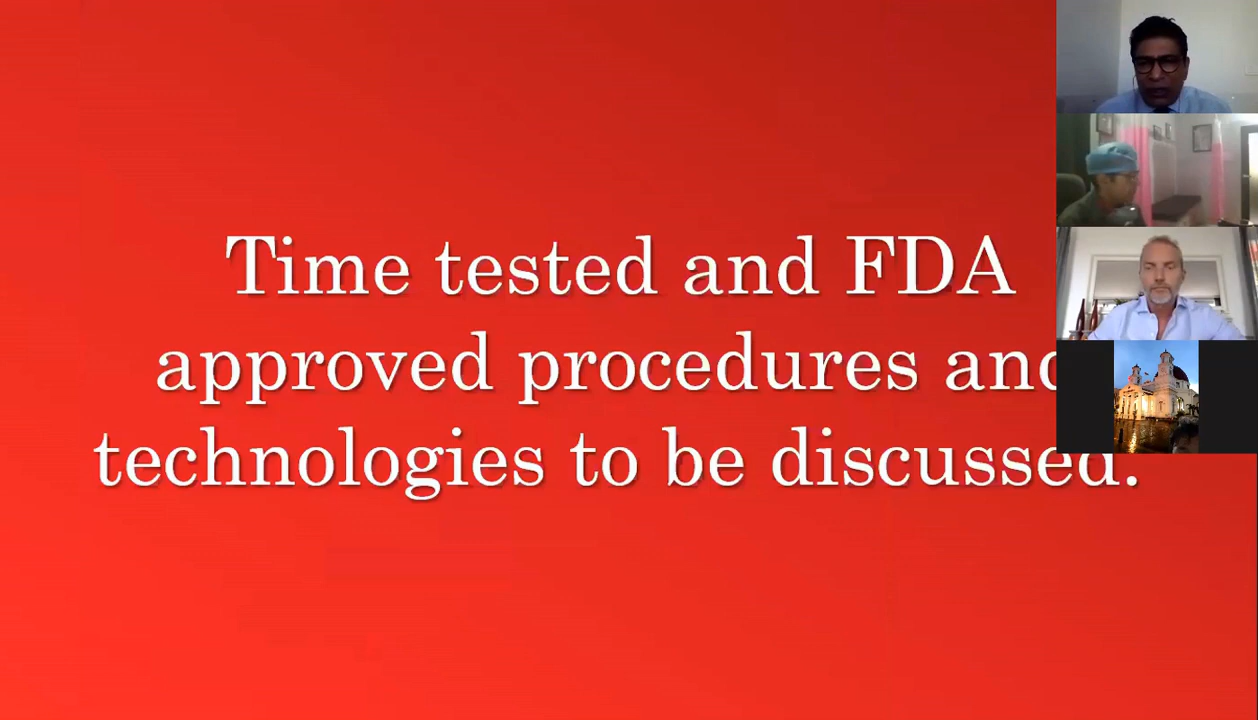 Time tested and FDA
approved procedures and
technologies to be discussed.